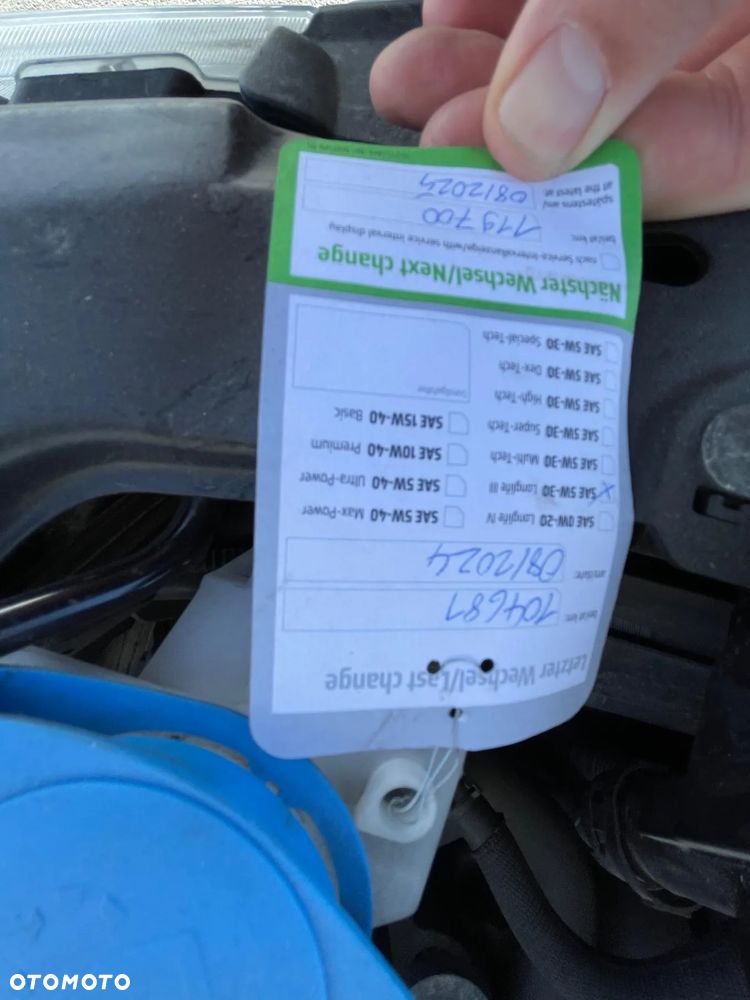 Letzter Wechsel/Last change
bei/at km: 104681
am/date: 08/2024
SAE 0W-20 Longlife IV SAE 5W-40 Max-Power
X SAE 5W-30 Longlife III SAE 5W-40 Ultra-Power
SAE 5W-30 Multi-Tech SAE 10W-40 Premium
SAE 5W-30 Super-Tech SAE 15W-40 Basic
SAE 5W-30 High-Tech
SAE 5W-30 Dex-Tech
SAE 5W-30 Special-Tech
Nächster Wechsel/Next change
nach Service-Intervallanzeige/with service interval display
bei/at km: 119700
spätestens am/ 08/2025
at the latest at
OTOMOTO